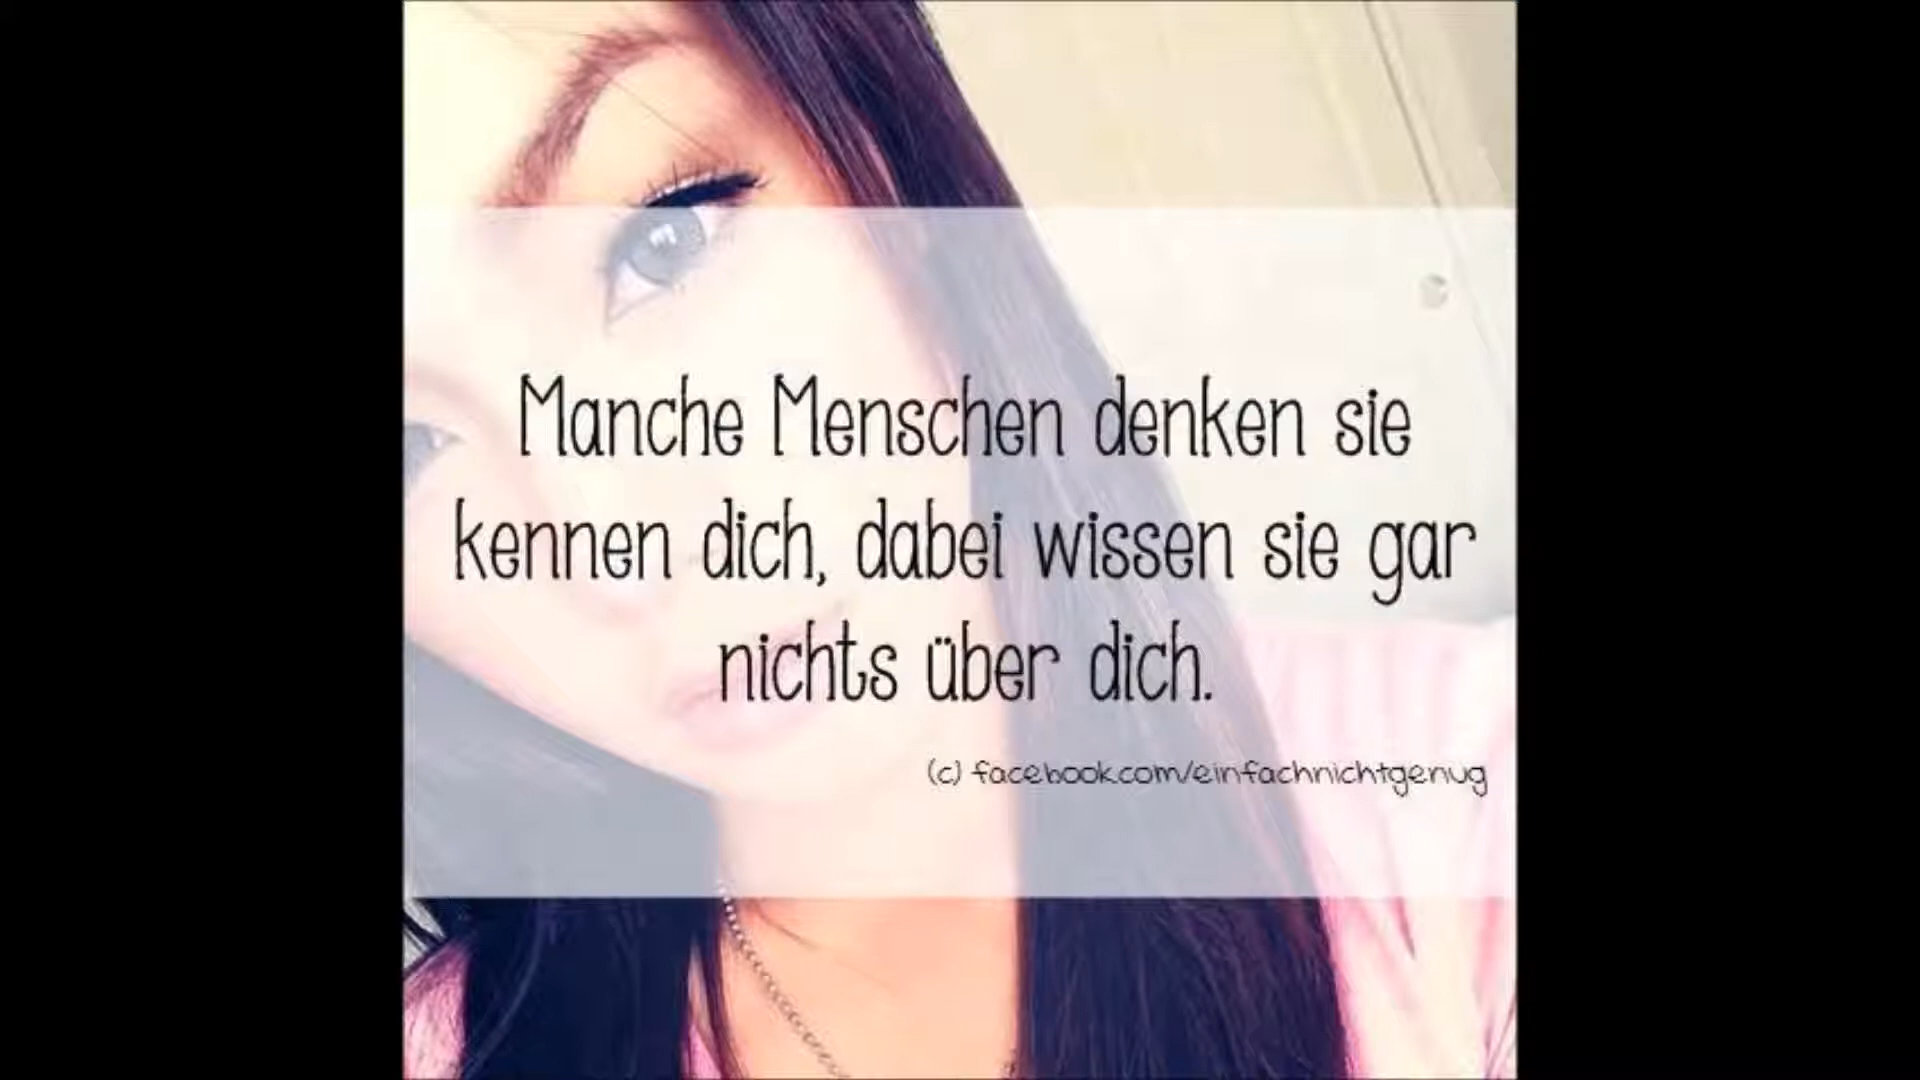 Manche Menschen denken sie
kennen dich, dabei wissen sie gar
nichts über dich.
(c) facebook.com/einfachnichtgenug